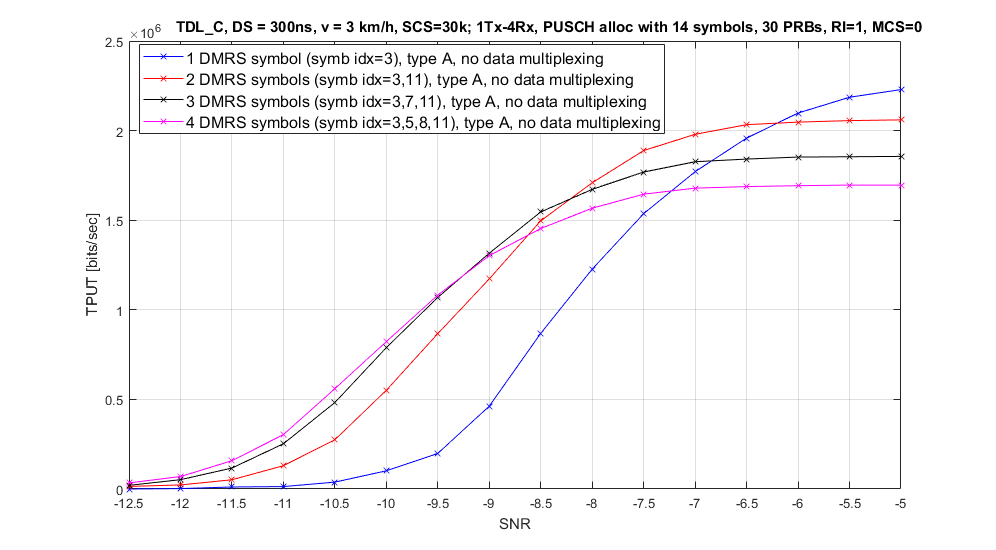 TDL_C, DS = 300ns, v = 3 km/h, SCS=30k; 1Tx-4Rx, PUSCH alloc with 14 symbols, 30 PRBs, RI=1, MCS=0
×10⁶
1 DMRS symbol (symb idx=3), type A, no data multiplexing
2 DMRS symbols (symb idx=3,11), type A, no data multiplexing
3 DMRS symbols (symb idx=3,7,11), type A, no data multiplexing
4 DMRS symbols (symb idx=3,5,8,11), type A, no data multiplexing
2.5
2
1.5
1
0.5
0
TPUT [bits/sec]
-12.5 -12 -11.5 -11 -10.5 -10 -9.5 -9 -8.5 -8 -7.5 -7 -6.5 -6 -5.5 -5
SNR